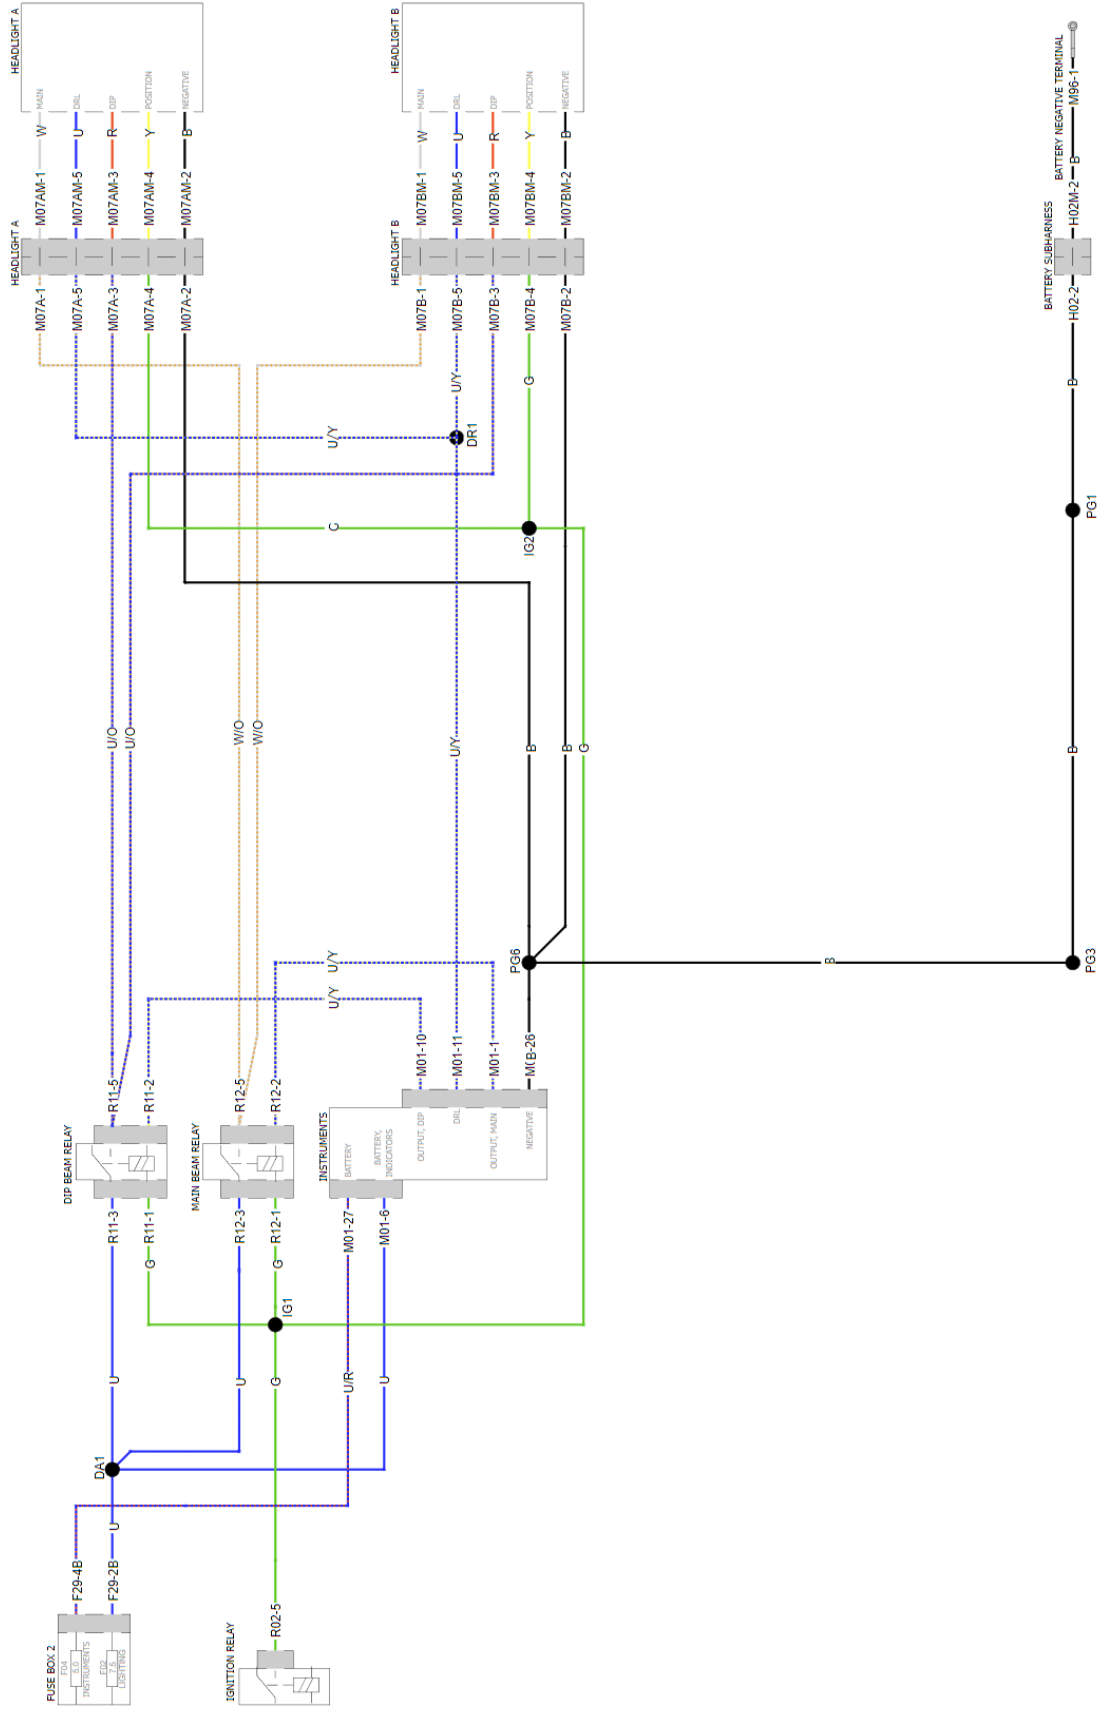 HEADLIGHT A
MAIN
DRL
DIP
POSITION
NEGATIVE
W
U
R
Y
B
M07AM-1
M07AM-5
M07AM-3
M07AM-4
M07AM-2
HEADLIGHT A
M07A-1
M07A-5
M07A-3
M07A-4
M07A-2
HEADLIGHT B
MAIN
DRL
DIP
POSITION
NEGATIVE
W
U
R
Y
B
M07BM-1
M07BM-5
M07BM-3
M07BM-4
M07BM-2
HEADLIGHT B
M07B-1
M07B-5
M07B-3
M07B-4
M07B-2
BATTERY NEGATIVE TERMINAL
M96-1
B
H02M-2
BATTERY SUBHARNESS
H02-2
B
PG1
B
PG3
U/Y
G
U/Y
DR1
G
IG2
U/O
U/O
W/O
W/O
U/Y
B
B
G
U/Y
U/Y
PG6
B
R11-5
R11-2
R12-5
R12-2
M01-10
M01-11
M01-1
B-26
DIP BEAM RELAY
MAIN BEAM RELAY
INSTRUMENTS
BATTERY
BATTERY,
INDICATORS
OUTPUT, DIP
DRL
OUTPUT, MAIN
NEGATIVE
R11-3
R11-1
R12-3
R12-1
M01-27
M01-6
G
G
IG1
U
U
G
U/R
U
DA1
U
F29-4B
F29-2B
FUSE BOX 2
F04
5.0
INSTRUMENTS
F02
7.5
LIGHTING
R02-5
IGNITION RELAY